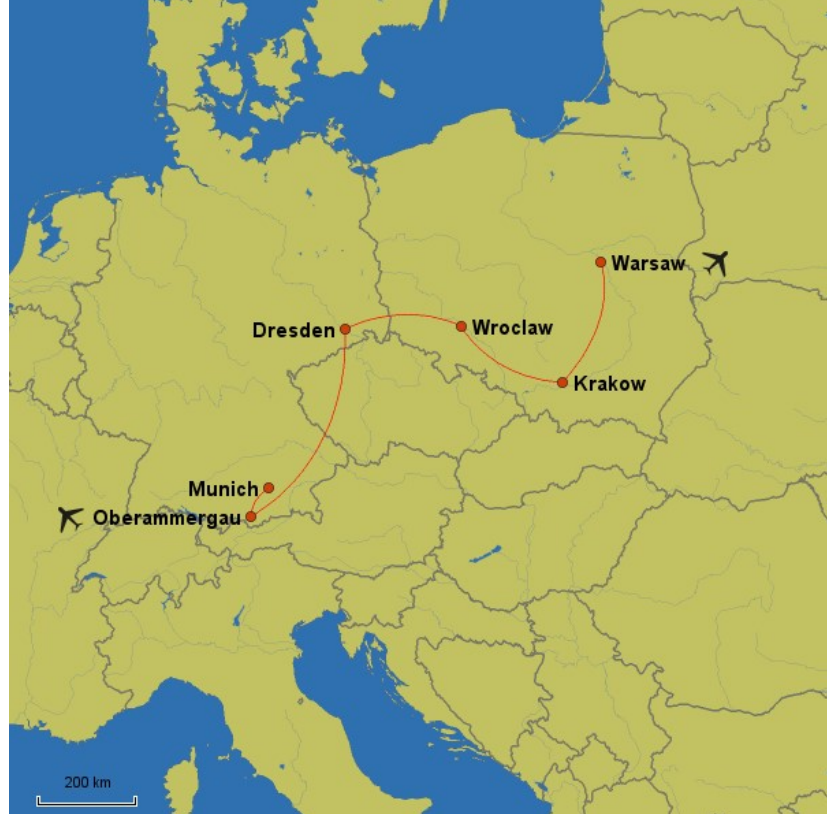 Warsaw
Dresden
Wroclaw
Krakow
Munich
Oberammergau
200 km